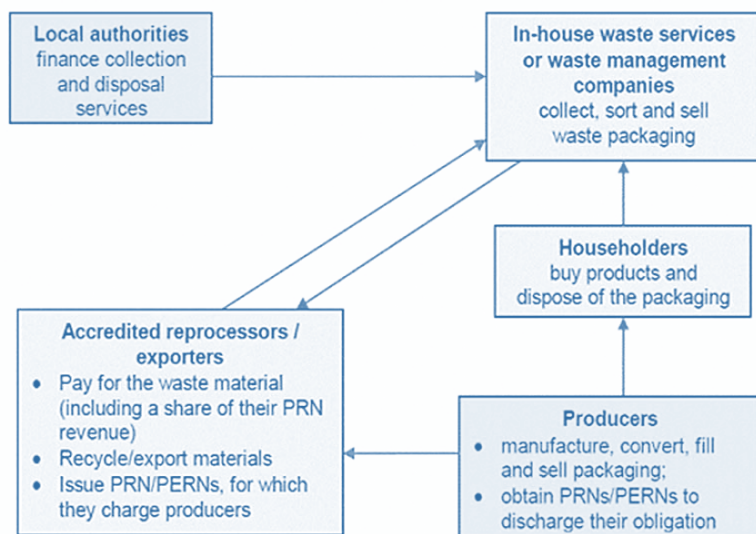 Local authorities
finance collection
and disposal
services
In-house waste services
or waste management
companies
collect, sort and sell
waste packaging
Householders
buy products and
dispose of the packaging
Accredited reprocessors /
exporters
• Pay for the waste material
(including a share of their PRN
revenue)
• Recycle/export materials
• Issue PRN/PERNs, for which
they charge producers
Producers
• manufacture, convert, fill
and sell packaging;
• obtain PRNs/PERNs to
discharge their obligation